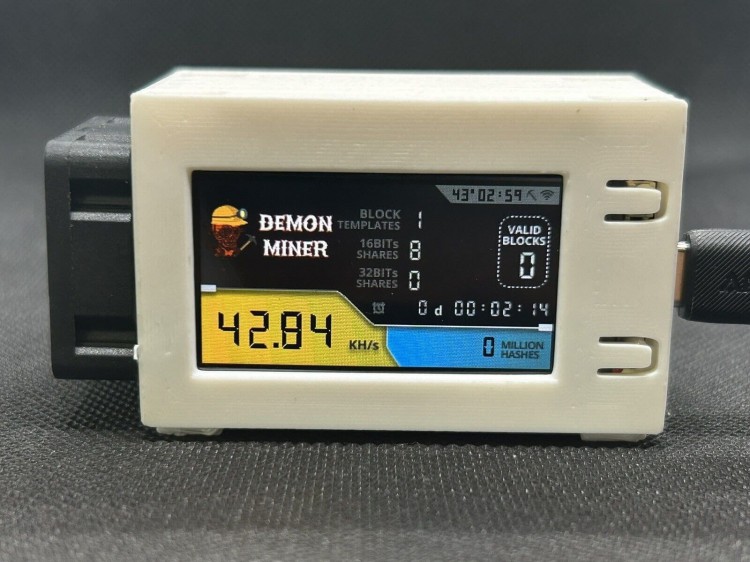 43°02:59
DEMON
MINER
BLOCK
TEMPLATES 1
16BITs
SHARES 8
32BITs
SHARES 0
VALID
BLOCKS
0
0 d 00:02:14
42.84 KH/s
0 MILLION
HASHES